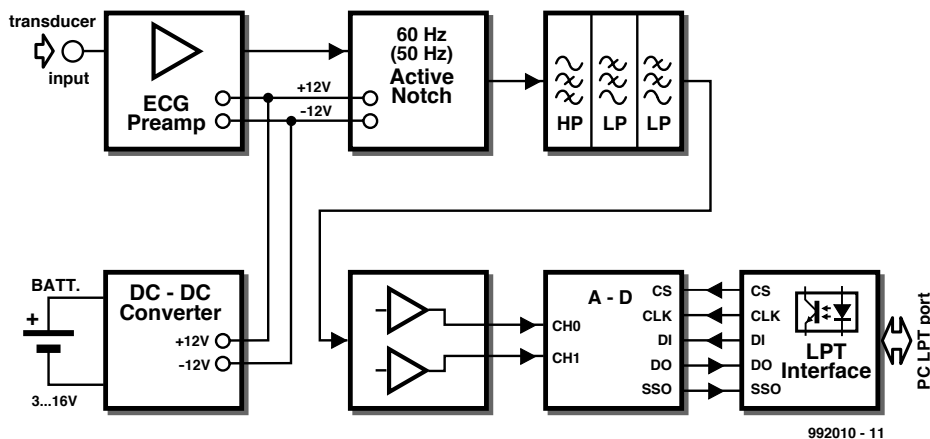 transducer
input
ECG
Preamp
+12V
-12V
60 Hz
(50 Hz)
Active
Notch
HP
LP
LP
BATT.
+
3...16V
DC - DC
Converter
+12V
-12V
A - D
CH0
CH1
CS
CLK
DI
DO
SSO
CS
CLK
DI
DO
SSO
LPT
Interface
PC LPT port
992010 - 11